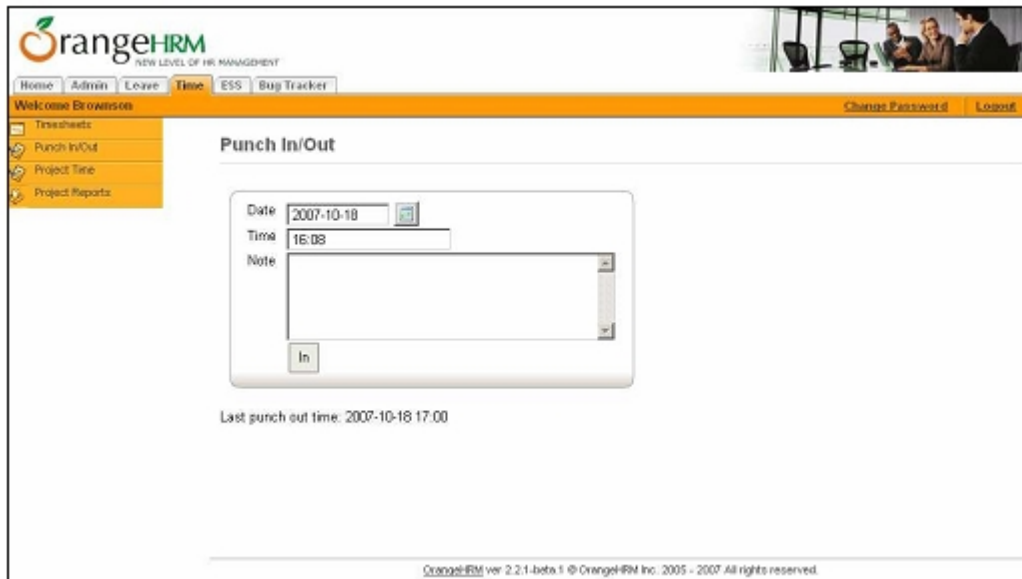 OrangeHRM
NEW LEVEL OF HR MANAGEMENT
Home Admin Leave Time ESS Bug Tracker
Welcome Brownson Change Password Logout
Timesheets
Punch In/Out
Project Time
Project Reports
Punch In/Out
Date 2007-10-18
Time 16:08
Note
In
Last punch out time: 2007-10-18 17:00
OrangeHRM ver 2.2.1-beta.1 © OrangeHRM Inc. 2005 - 2007 All rights reserved.